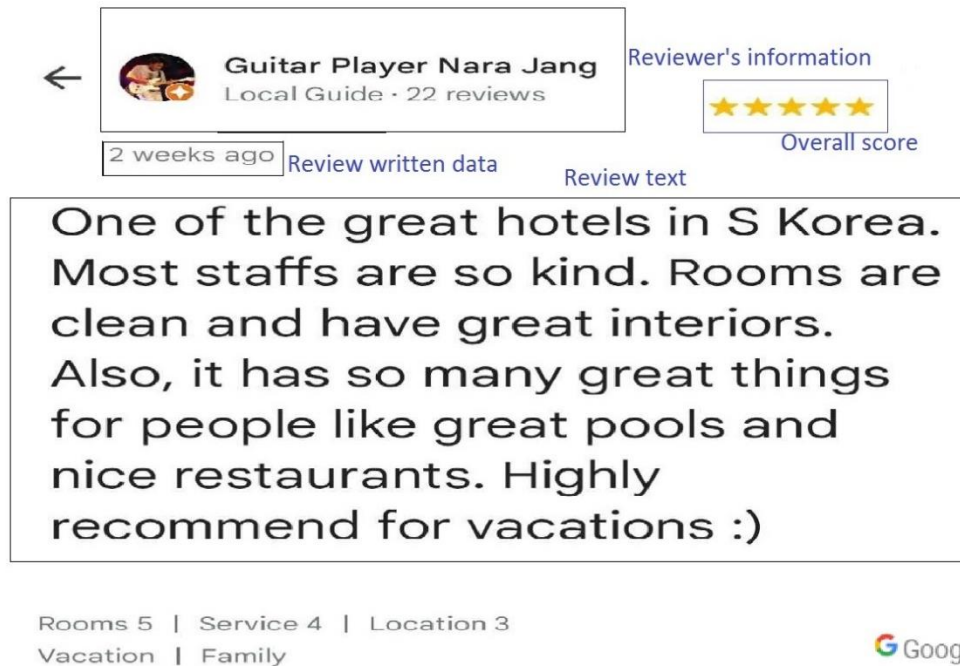 Guitar Player Nara Jang
Local Guide · 22 reviews
Reviewer's information
Overall score
2 weeks ago
Review written data
Review text
One of the great hotels in S Korea.
Most staffs are so kind. Rooms are
clean and have great interiors.
Also, it has so many great things
for people like great pools and
nice restaurants. Highly
recommend for vacations :)
Rooms 5 | Service 4 | Location 3
Vacation | Family
Goog